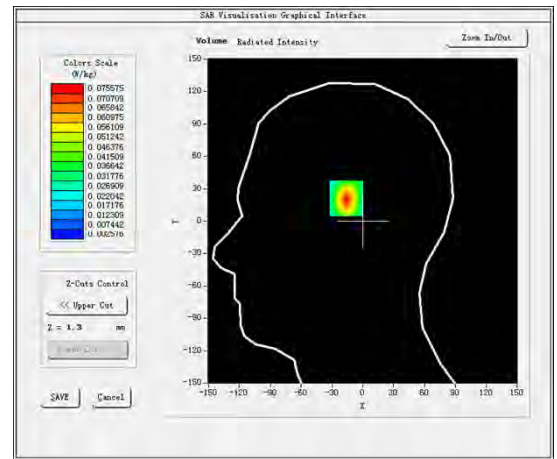 SAR Visualisation Graphical Interface
Volume Radiated Intensity
Zoom In/Out
Colors Scale
(W/kg)
0.075575
0.070709
0.065842
0.060975
0.056109
0.051242
0.046376
0.041509
0.036642
0.031776
0.026909
0.022042
0.017176
0.012309
0.007442
0.002576
Z-Cuts Control
<< Upper Cut
Z = 1.3 mm
SAVE
Cancel
150
120
90
60
30
0
-30
-60
-90
-120
-150
Y
-150 -120 -90 -60 -30 0 30 60 90 120 150
X